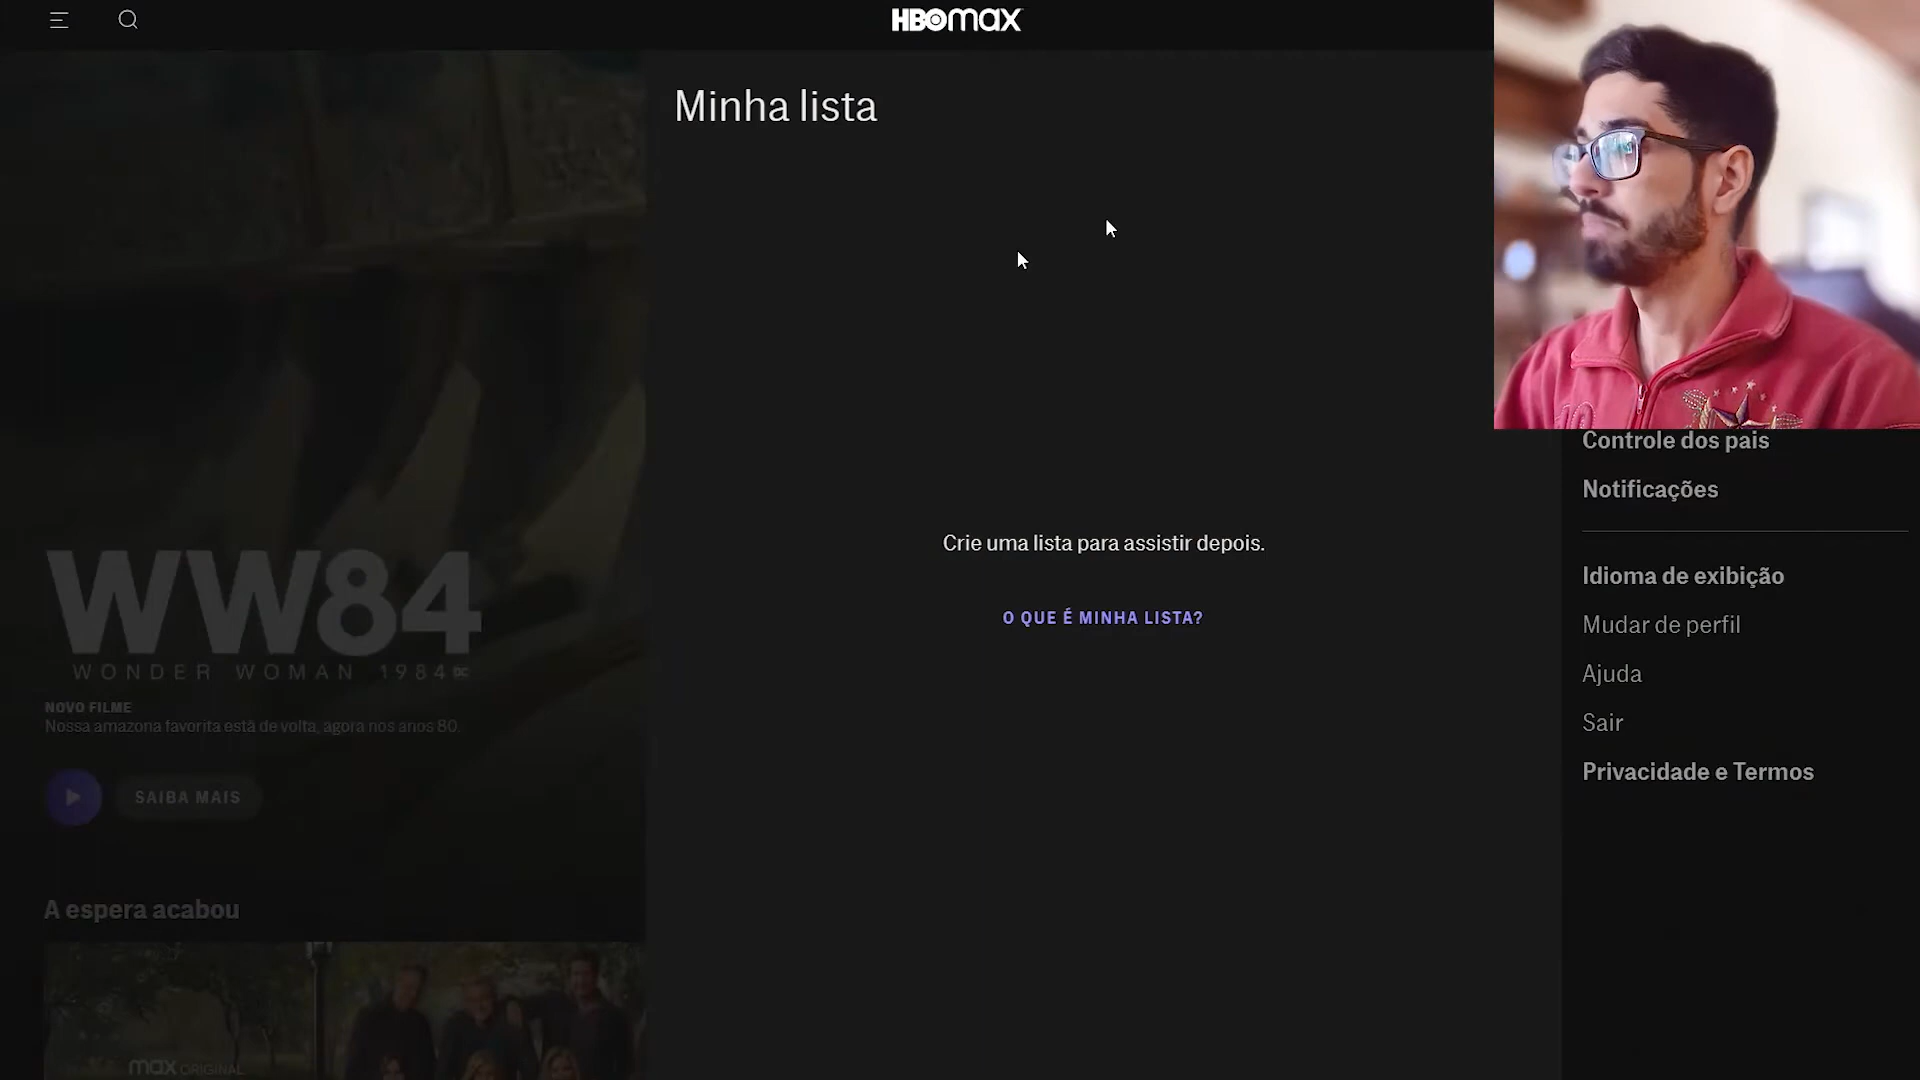 HBOmax
Minha lista
Crie uma lista para assistir depois.
O QUE É MINHA LISTA?
WW84
WONDER WOMAN 1984 DC
NOVO FILME
Nossa amazona favorita está de volta, agora nos anos 80.
SAIBA MAIS
A espera acabou
max ORIGINAL
Controle dos pais
Notificações
Idioma de exibição
Mudar de perfil
Ajuda
Sair
Privacidade e Termos